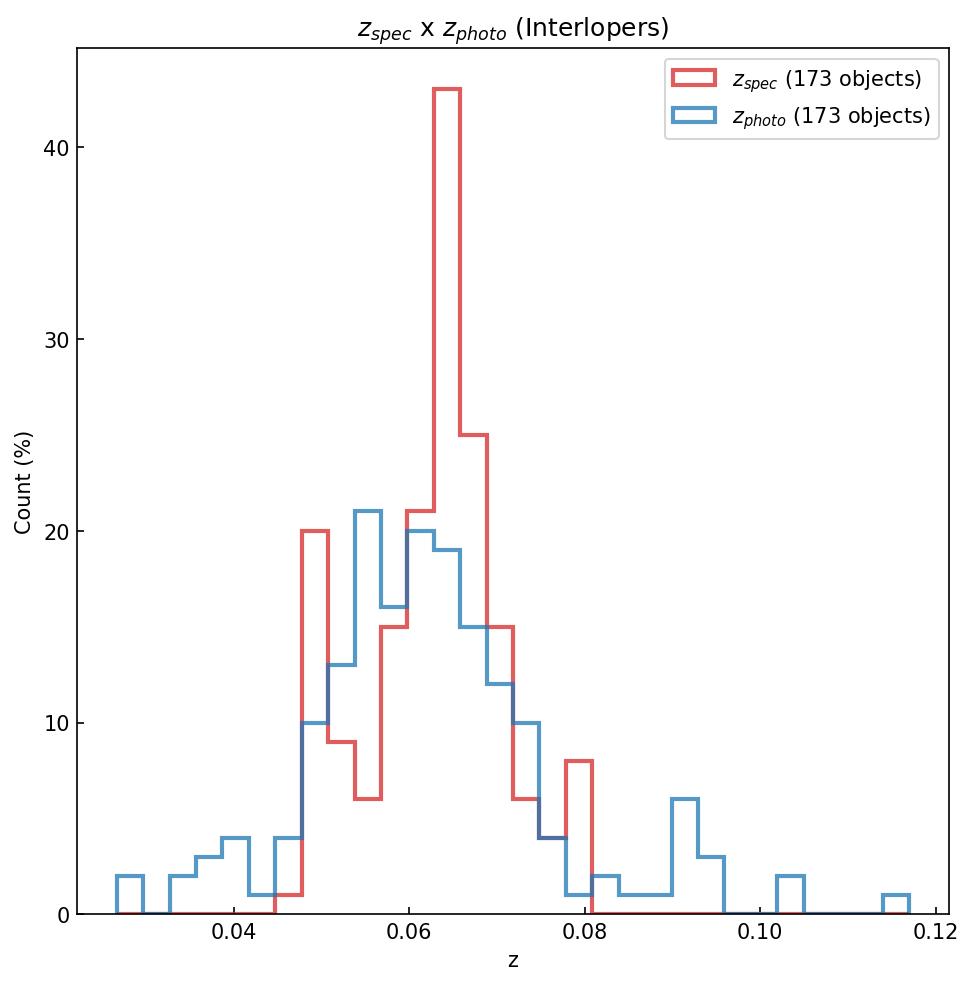 z_spec x z_photo (Interlopers)
z_spec (173 objects)
z_photo (173 objects)
Count (%)
40
30
20
10
0
0.04 0.06 0.08 0.10 0.12
z